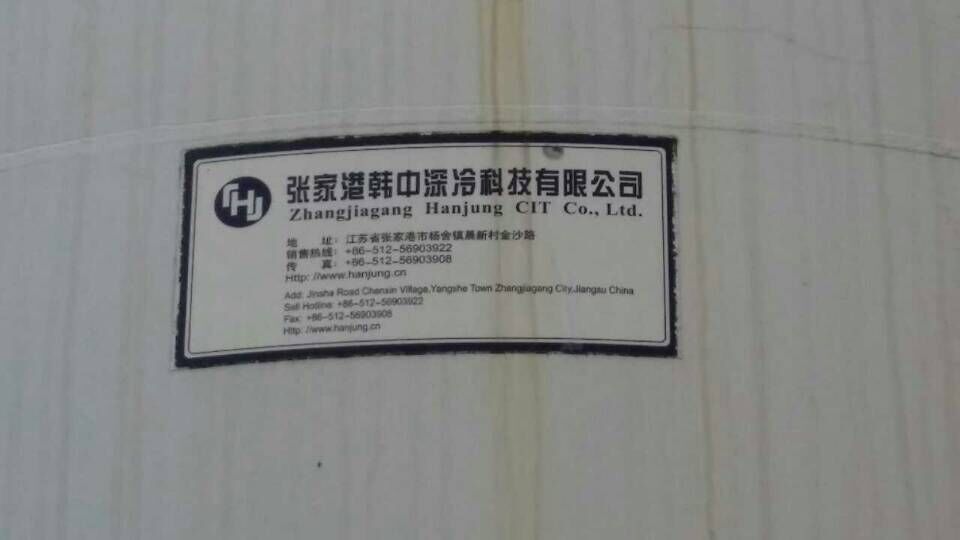 HJ
张家港韩中深冷科技有限公司
Zhangjiagang Hanjung CIT Co., Ltd.
地 址: 江苏省张家港市杨舍镇晨新村金沙路
销售热线: +86-512-56903922
传 真: +86-512-56903908
Http: //www.hanjung.cn
Add: Jinsha Road Chenxin Village,Yangshe Town Zhangjiagang City,Jiangsu China
Sell Hotline: +86-512-56903922
Fax: +86-512-56903908
Http: //www.hanjung.cn